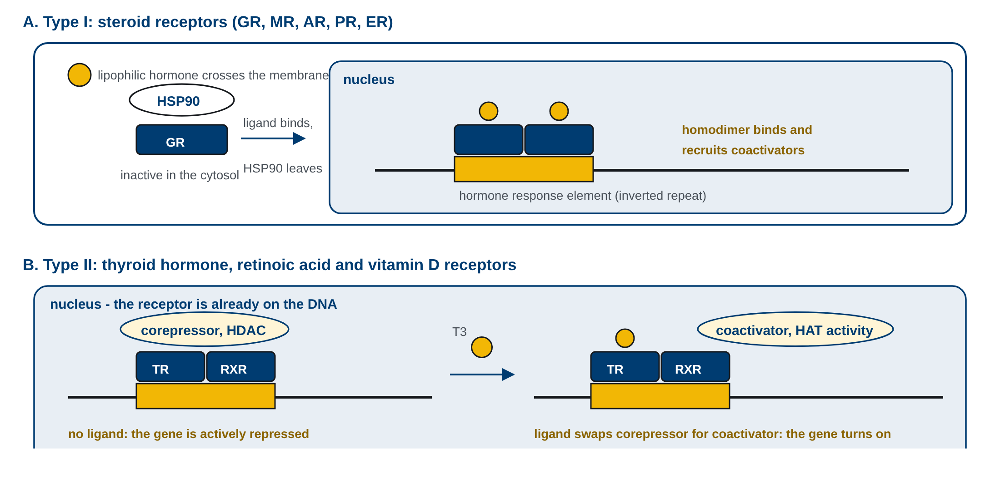 A. Type I: steroid receptors (GR, MR, AR, PR, ER)
lipophilic hormone crosses the membrane
nucleus
HSP90
ligand binds,
GR
HSP90 leaves
inactive in the cytosol
homodimer binds and
recruits coactivators
hormone response element (inverted repeat)
B. Type II: thyroid hormone, retinoic acid and vitamin D receptors
nucleus - the receptor is already on the DNA
corepressor, HDAC
TR
RXR
T3
coactivator, HAT activity
TR
RXR
no ligand: the gene is actively repressed
ligand swaps corepressor for coactivator: the gene turns on